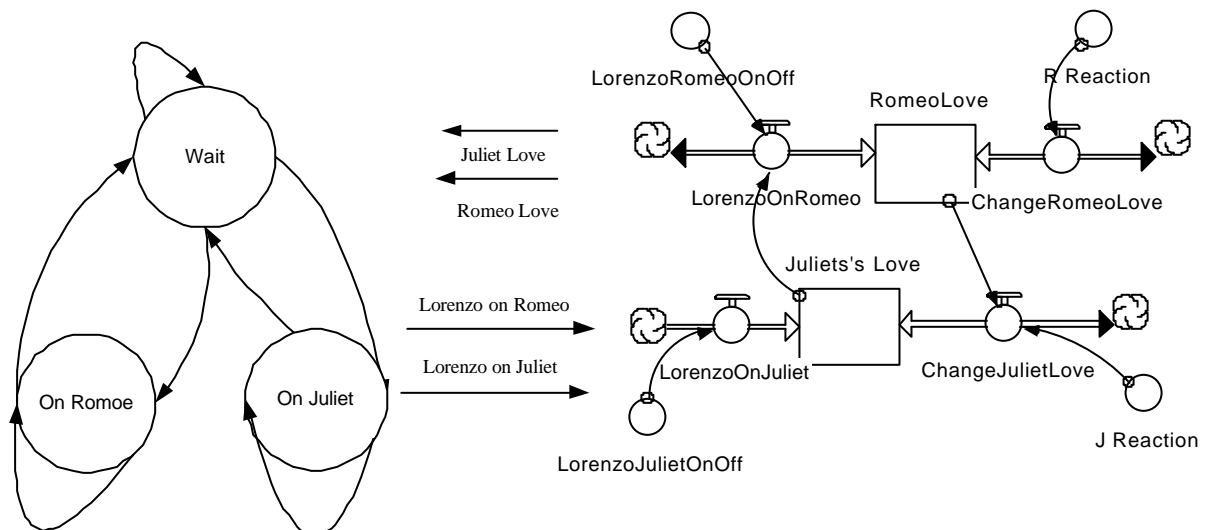 Wait
On Romoe
On Juliet
Juliet Love
Romeo Love
Lorenzo on Romeo
Lorenzo on Juliet
LorenzoRomeoOnOff
R Reaction
RomeoLove
LorenzoOnRomeo
ChangeRomeoLove
Juliets's Love
LorenzoOnJuliet
ChangeJulietLove
LorenzoJulietOnOff
J Reaction